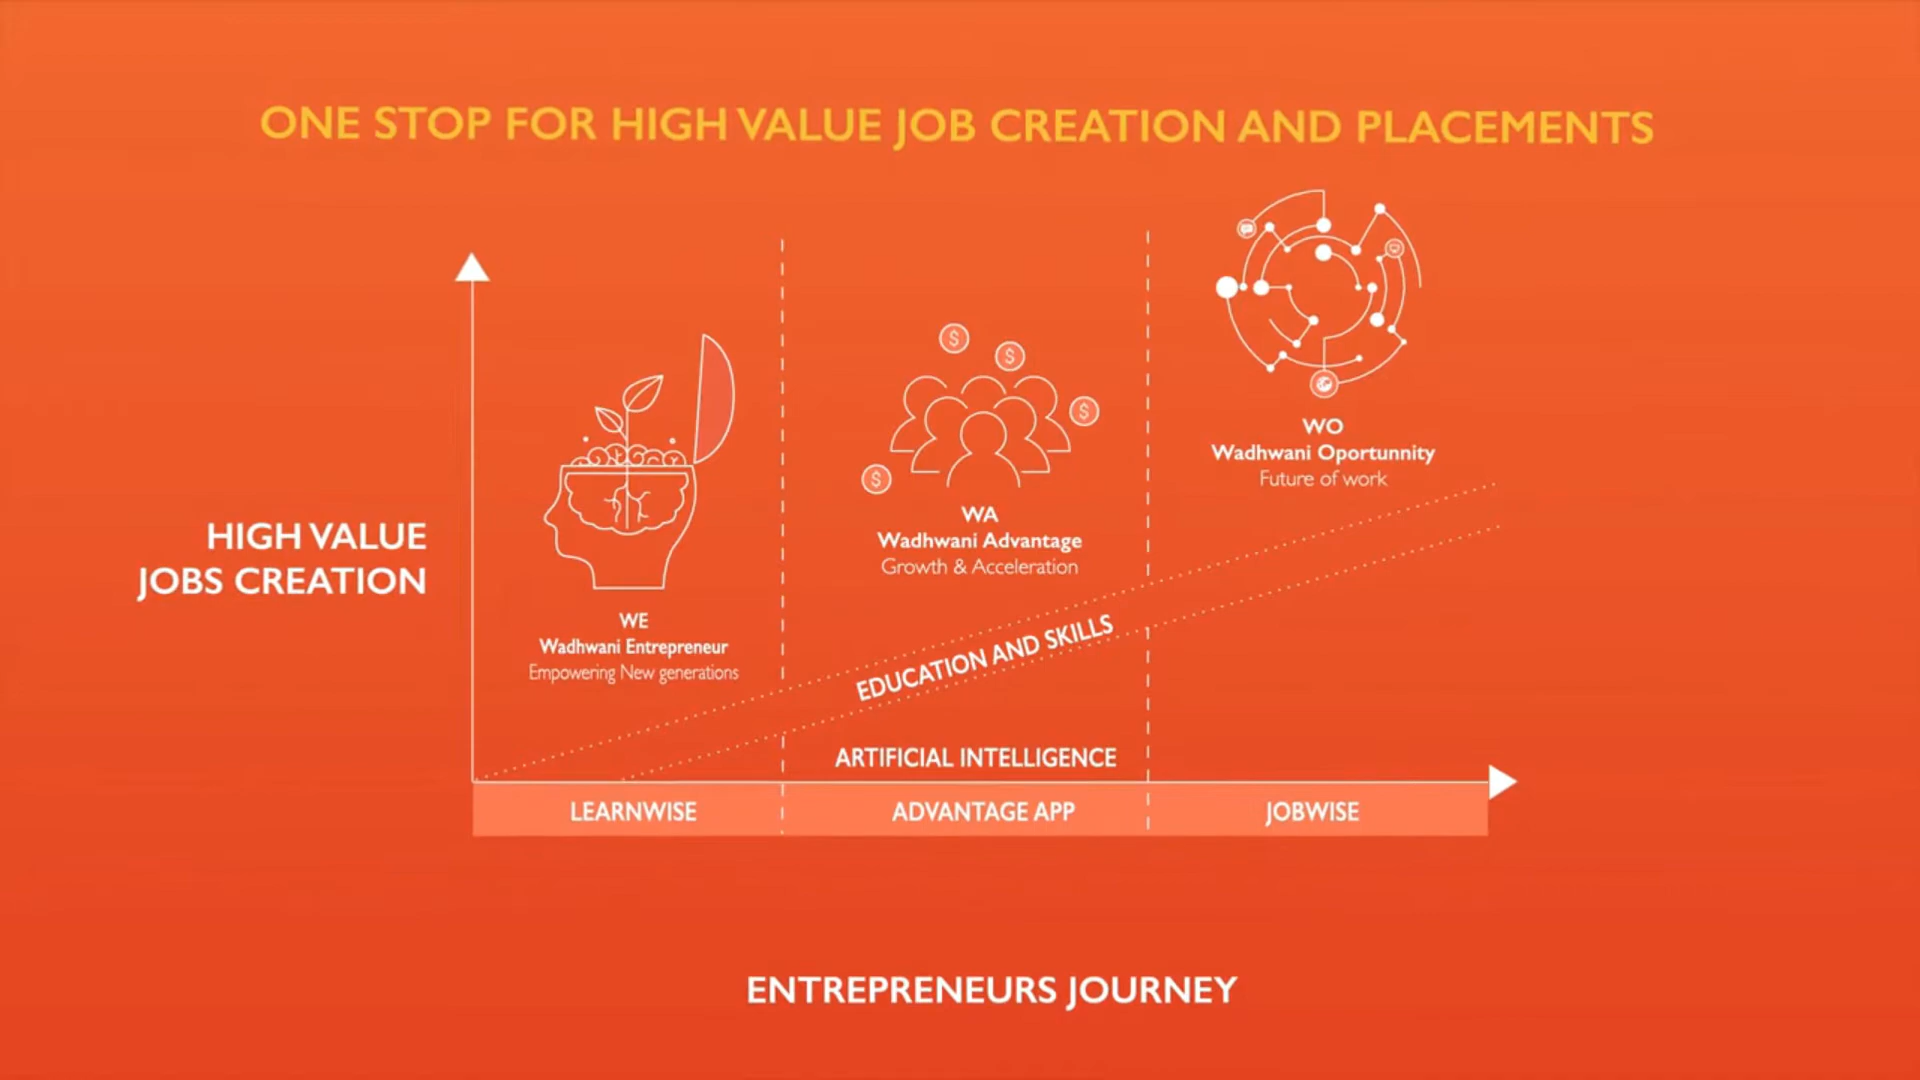 ONE STOP FOR HIGH VALUE JOB CREATION AND PLACEMENTS
HIGH VALUE
JOBS CREATION
WE
Wadhwani Entrepreneur
Empowering New generations
$
$
$
$
WA
Wadhwani Advantage
Growth & Acceleration
WO
Wadhwani Oportunnity
Future of work
EDUCATION AND SKILLS
ARTIFICIAL INTELLIGENCE
LEARNWISE
ADVANTAGE APP
JOBWISE
ENTREPRENEURS JOURNEY